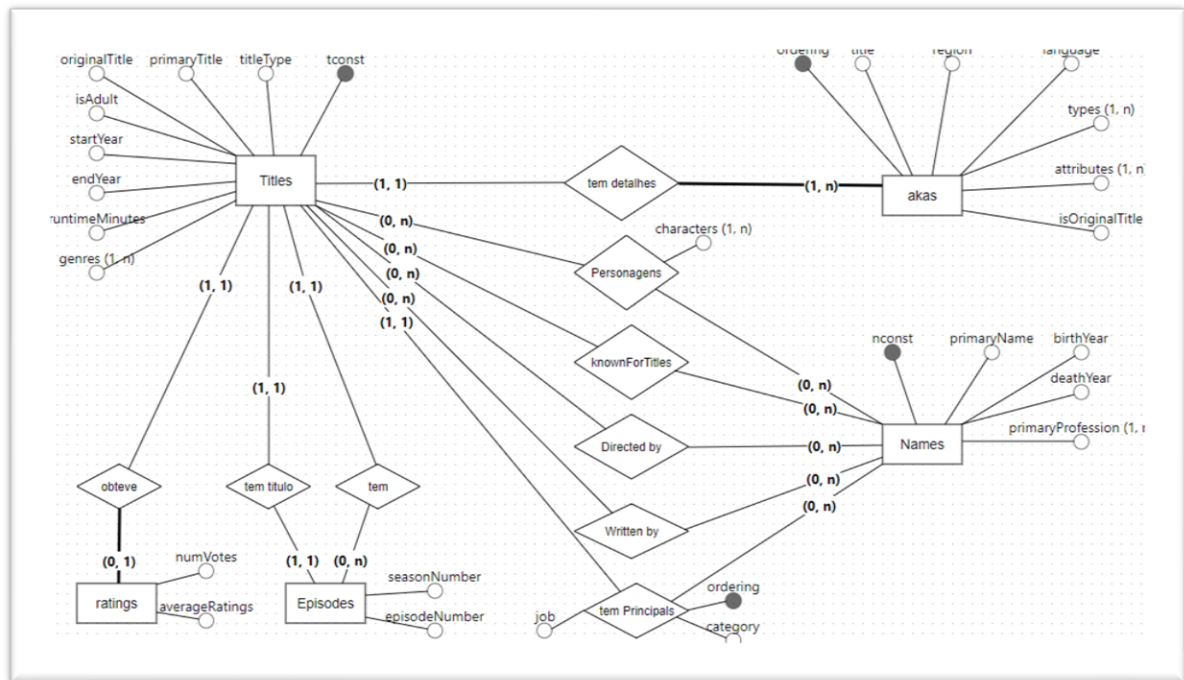 ordering title region language
originalTitle primaryTitle titleType tconst
isAdult
types (1, n)
startYear
Titles
(1, 1)
tem detalhes
(1, n)
akas
attributes (1, n)
endYear
runtimeMinutes
(0, n)
characters (1, n)
isOriginalTitle
genres (1, n)
(0, n)
(0, n)
Personagens
(1, 1)
(1, 1)
(0, n)
(1, 1)
nconst
primaryName
birthYear
knownForTitles
deathYear
(1, 1)
(0, n)
(0, n)
primaryProfession (1,
Directed by
(0, n)
Names
obteve
tem titulo
tem
(0, n)
(0, n)
Written by
(0, 1)
numVotes
(1, 1)
(0, n)
seasonNumber
ordering
ratings
averageRatings
Episodes
episodeNumber
job
tem Principals
category